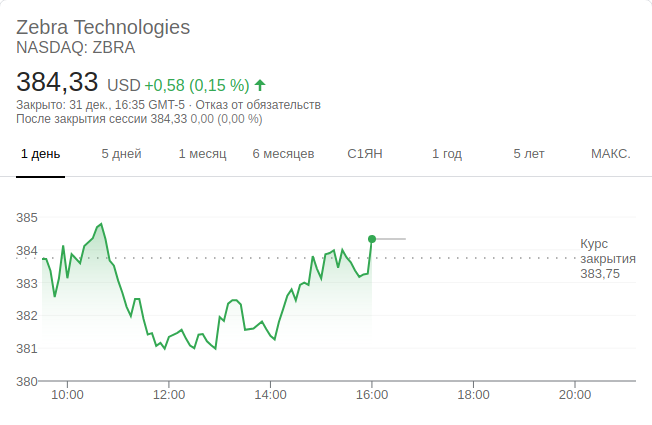 Zebra Technologies
NASDAQ: ZBRA
384,33 USD +0,58 (0,15 %)
Закрыто: 31 дек., 16:35 GMT-5 · Отказ от обязательств
После закрытия сессии 384,33 0,00 (0,00 %)
1 день 5 дней 1 месяц 6 месяцев С1ЯН 1 год 5 лет МАКС.
385
384
383
382
381
380
Курс
закрытия
383,75
10:00 12:00 14:00 16:00 18:00 20:00